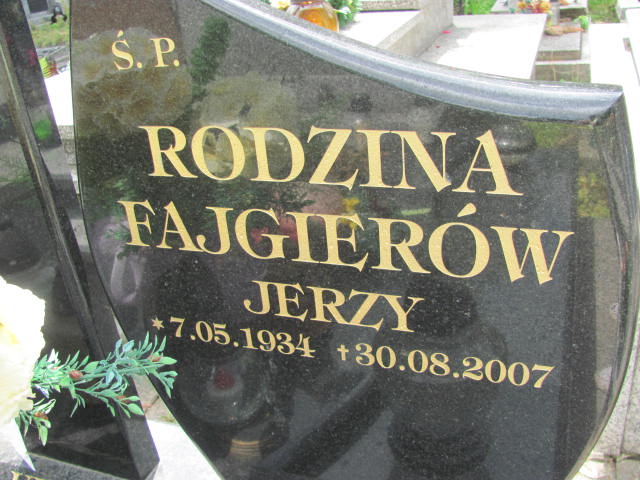 Ś. P.
RODZINA
FAJGIERÓW
JERZY
* 7.05.1934 † 30.08.2007